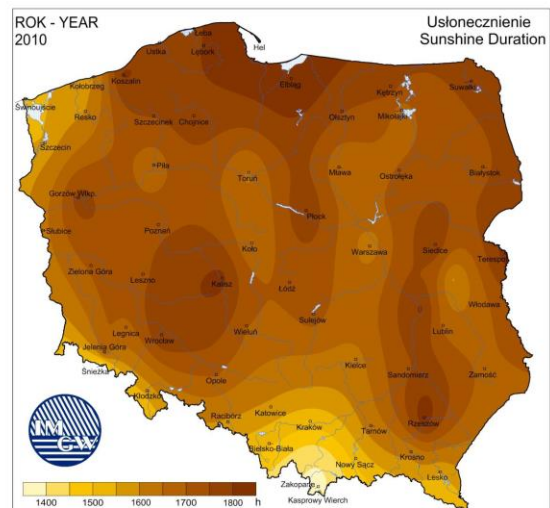 ROK - YEAR
2010
Usłonecznienie
Sunshine Duration
Łeba
Hel
Ustka
Lębork
Koszalin
Kołobrzeg
Elbląg
Kętrzyn
Suwałki
Świnoujście
Resko
Szczecinek
Chojnice
Olsztyn
Mikołajki
Szczecin
Piła
Toruń
Mława
Ostrołęka
Białystok
Gorzów Wlkp.
Płock
Słubice
Poznań
Koło
Warszawa
Siedlce
Terespol
Zielona Góra
Leszno
Kalisz
Łódź
Włodawa
Sulejów
Legnica
Wrocław
Wieluń
Lublin
Jelenia Góra
Śnieżka
Kielce
Sandomierz
Zamość
Opole
Kłodzko
Racibórz
Katowice
Kraków
Tarnów
Rzeszów
Bielsko-Biała
Nowy Sącz
Krosno
Lesko
Zakopane
Kasprowy Wierch
IM
GW
1400 1500 1600 1700 1800 h